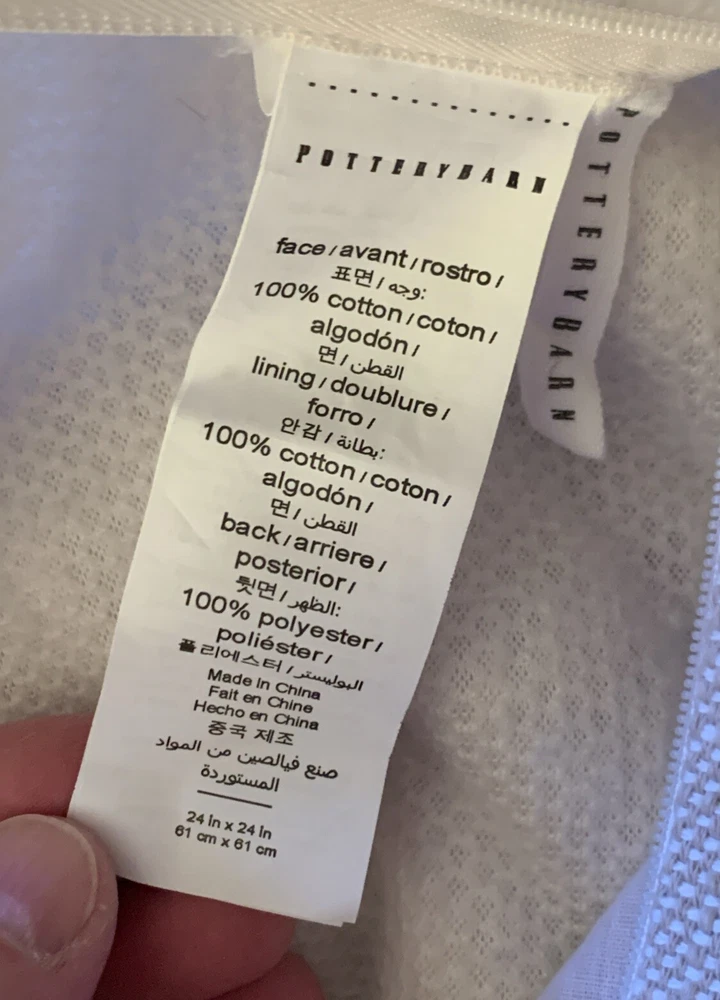 POTTERYBARN
face / avant / rostro /
표면 / وجه:
100% cotton / coton /
algodón /
면 / القطن
lining / doublure /
forro /
안감 / بطانة:
100% cotton / coton /
algodón /
면 / القطن
back / arriere /
posterior /
뒷면 / الظهر:
100% polyester /
poliéster /
폴리에스터 / البوليستر
Made in China
Fait en Chine
Hecho en China
중국 제조
صنع فيالصين من المواد
المستوردة
24 in x 24 in
61 cm x 61 cm
POTTERYBARN